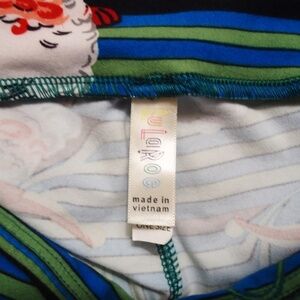 LuLaRoe
made in
vietnam
ONE SIZE